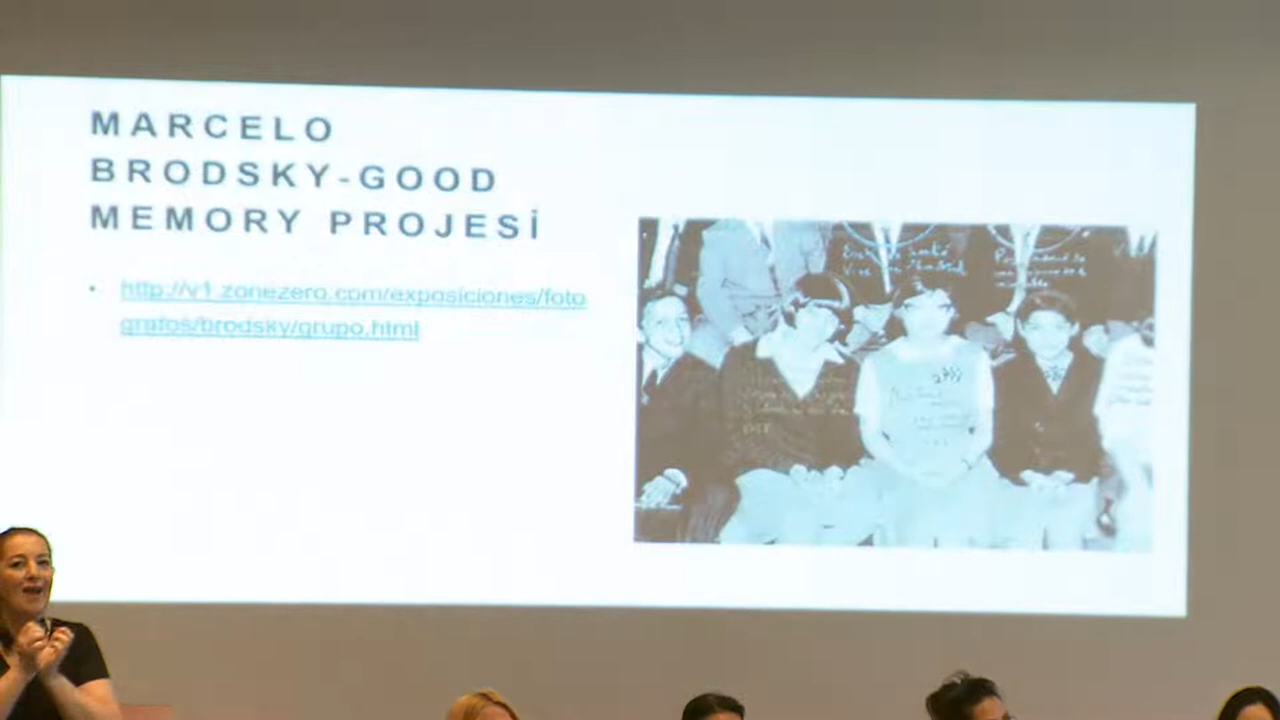 MARCELO
BRODSKY-GOOD
MEMORY PROJESİ
• http://v1.zonezero.com/exposiciones/foto
grafos/brodsky/grupo.html